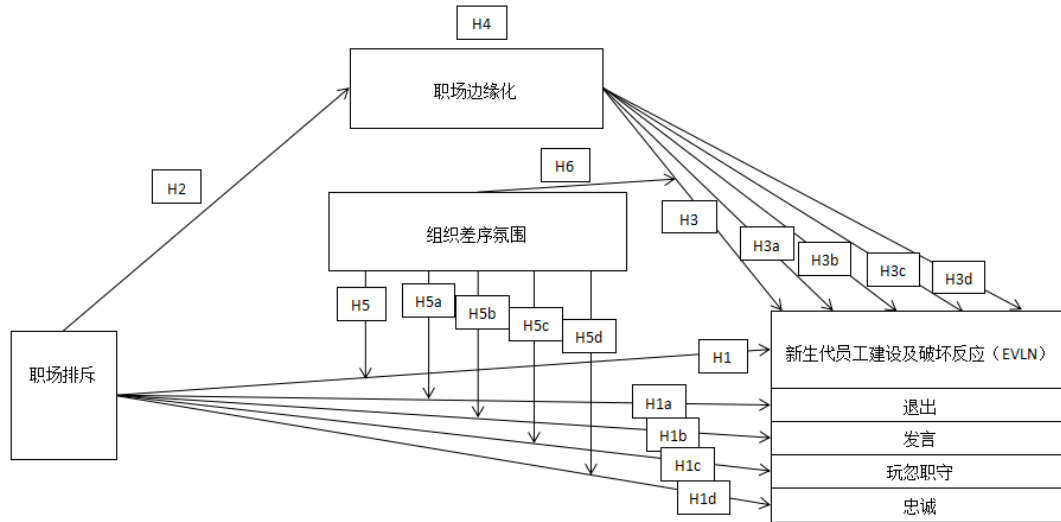 H4
职场边缘化
H6
H2
组织差序氛围
H3
H3a
H3b
H3c
H3d
H5
H5a
H5b
H5c
H5d
职场排斥
H1
新生代员工建设及破坏反应（EVLN）
H1a
退出
H1b
发言
H1c
玩忽职守
H1d
忠诚